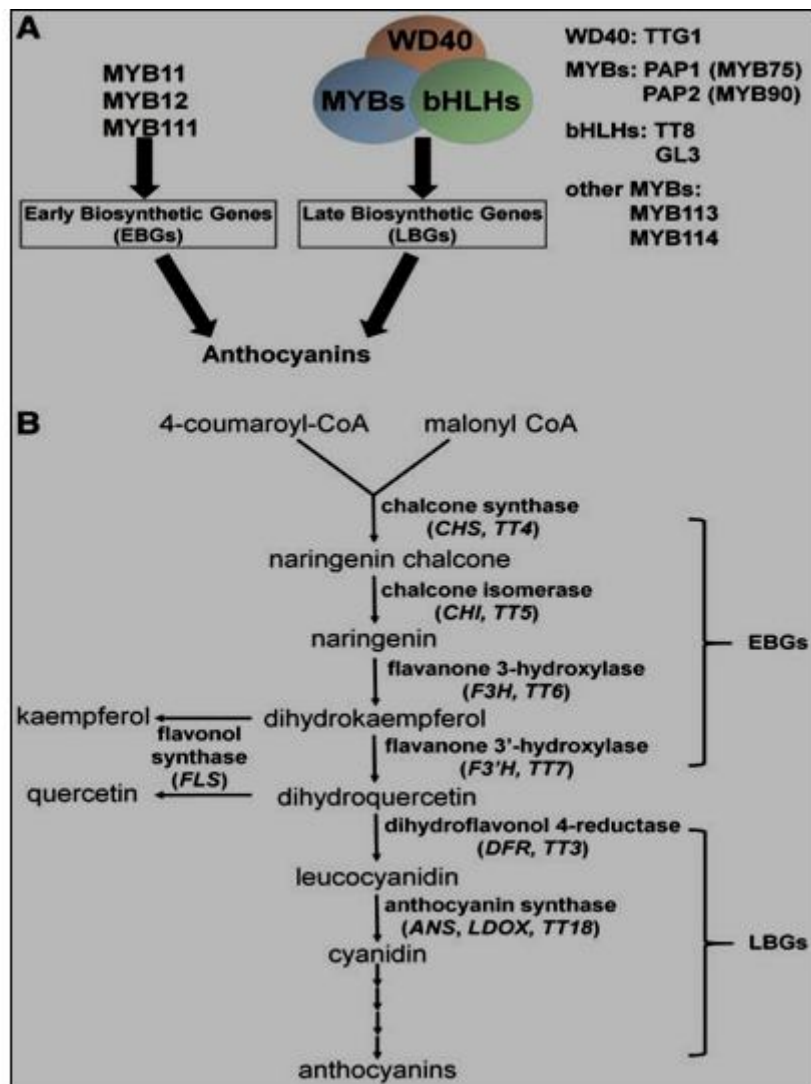 A
MYB11
MYB12
MYB111
WD40
MYBs
bHLHs
WD40: TTG1
MYBs: PAP1 (MYB75)
PAP2 (MYB90)
bHLHs: TT8
GL3
other MYBs:
MYB113
MYB114
Early Biosynthetic Genes
(EBGs)
Late Biosynthetic Genes
(LBGs)
Anthocyanins
B
4-coumaroyl-CoA
malonyl CoA
chalcone synthase
(CHS, TT4)
naringenin chalcone
chalcone isomerase
(CHI, TT5)
naringenin
EBGs
flavanone 3-hydroxylase
(F3H, TT6)
kaempferol
dihydrokaempferol
flavonol
synthase
(FLS)
flavanone 3'-hydroxylase
(F3'H, TT7)
quercetin
dihydroquercetin
dihydroflavonol 4-reductase
(DFR, TT3)
leucocyanidin
anthocyanin synthase
(ANS, LDOX, TT18)
LBGs
cyanidin
anthocyanins